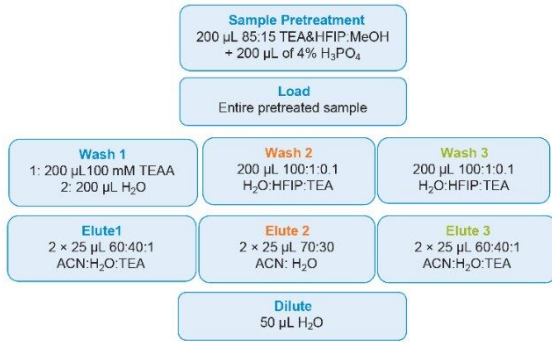 Sample Pretreatment
200 µL 85:15 TEA&HFIP:MeOH
+ 200 µL of 4% H₃PO₄
Load
Entire pretreated sample
Wash 1
1: 200 µL100 mM TEAA
2: 200 µL H₂O
Wash 2
200 µL 100:1:0.1
H₂O:HFIP:TEA
Wash 3
200 µL 100:1:0.1
H₂O:HFIP:TEA
Elute1
2 × 25 µL 60:40:1
ACN:H₂O:TEA
Elute 2
2 × 25 µL 70:30
ACN: H₂O
Elute 3
2 × 25 µL 60:40:1
ACN:H₂O:TEA
Dilute
50 µL H₂O